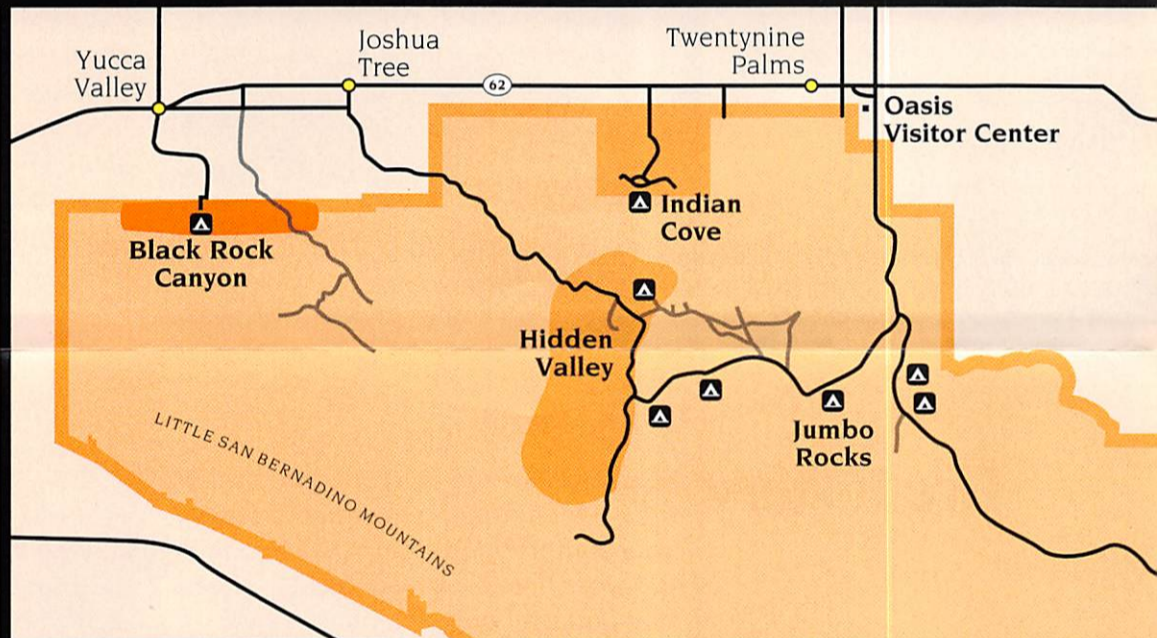 Yucca
Valley
Joshua
Tree
62
Twentynine
Palms
Oasis
Visitor Center
Indian
Cove
Black Rock
Canyon
Hidden
Valley
Jumbo
Rocks
LITTLE SAN BERNADINO MOUNTAINS